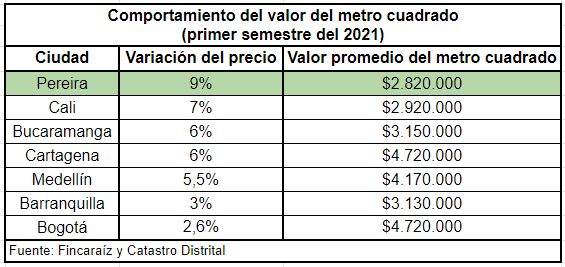 Comportamiento del valor del metro cuadrado
(primer semestre del 2021)
Ciudad Variación del precio Valor promedio del metro cuadrado
Pereira 9% $2.820.000
Cali 7% $2.920.000
Bucaramanga 6% $3.150.000
Cartagena 6% $4.720.000
Medellín 5,5% $4.170.000
Barranquilla 3% $3.130.000
Bogotá 2,6% $4.720.000
Fuente: Fincaraíz y Catastro Distrital